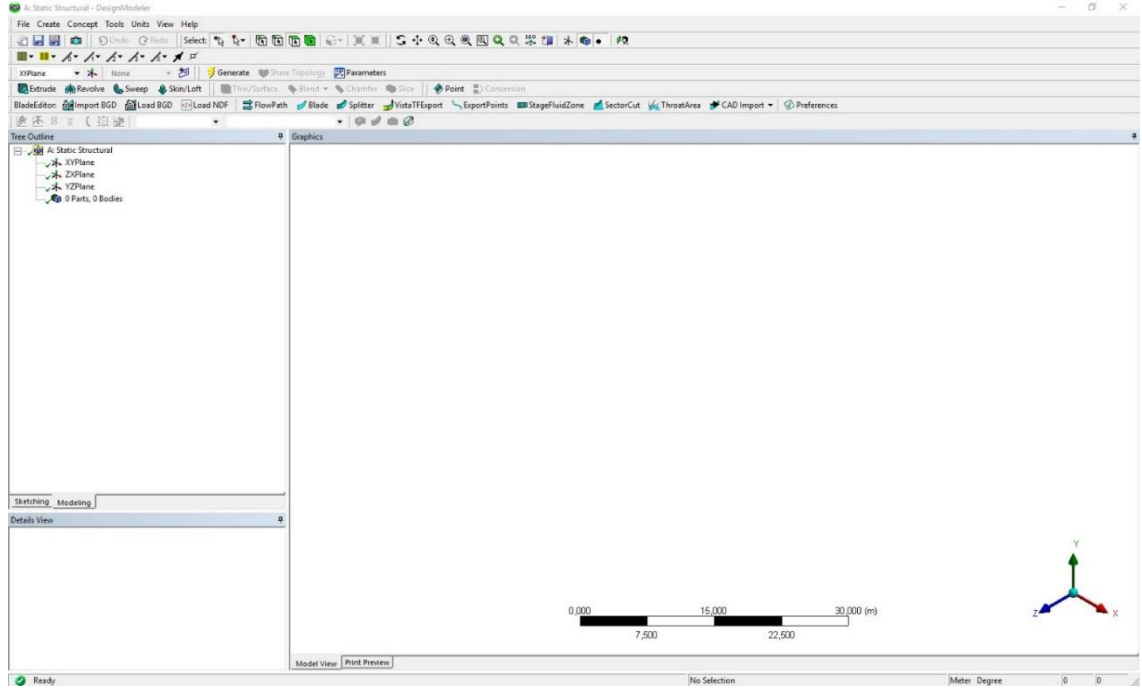 A: Static Structural - DesignModeler
File Create Concept Tools Units View Help
Undo Redo Select:
XYPlane None Generate Share Topology Parameters
Extrude Revolve Sweep Skin/Loft Thin/Surface Blend Chamfer Slice Point Conversion
BladeEditor: Import BGD Load BGD Load NDF FlowPath Blade Splitter VistaTFExport ExportPoints StageFluidZone SectorCut ThroatArea CAD Import Preferences
Tree Outline
Graphics
A: Static Structural
XYPlane
ZXPlane
YZPlane
0 Parts, 0 Bodies
Sketching Modeling
Details View
Y
Z X
0,000 15,000 30,000 (m)
7,500 22,500
Model View Print Preview
Ready No Selection Meter Degree 0 0